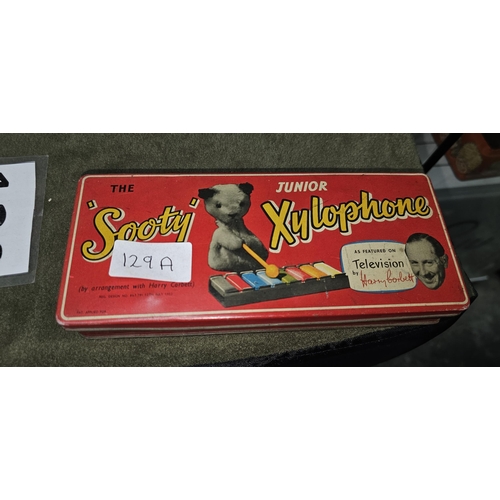 THE
'Sooty'
JUNIOR
Xylophone
129A
(by arrangement with Harry Corbett)
AS FEATURED ON
Television
by
Harry Corbett